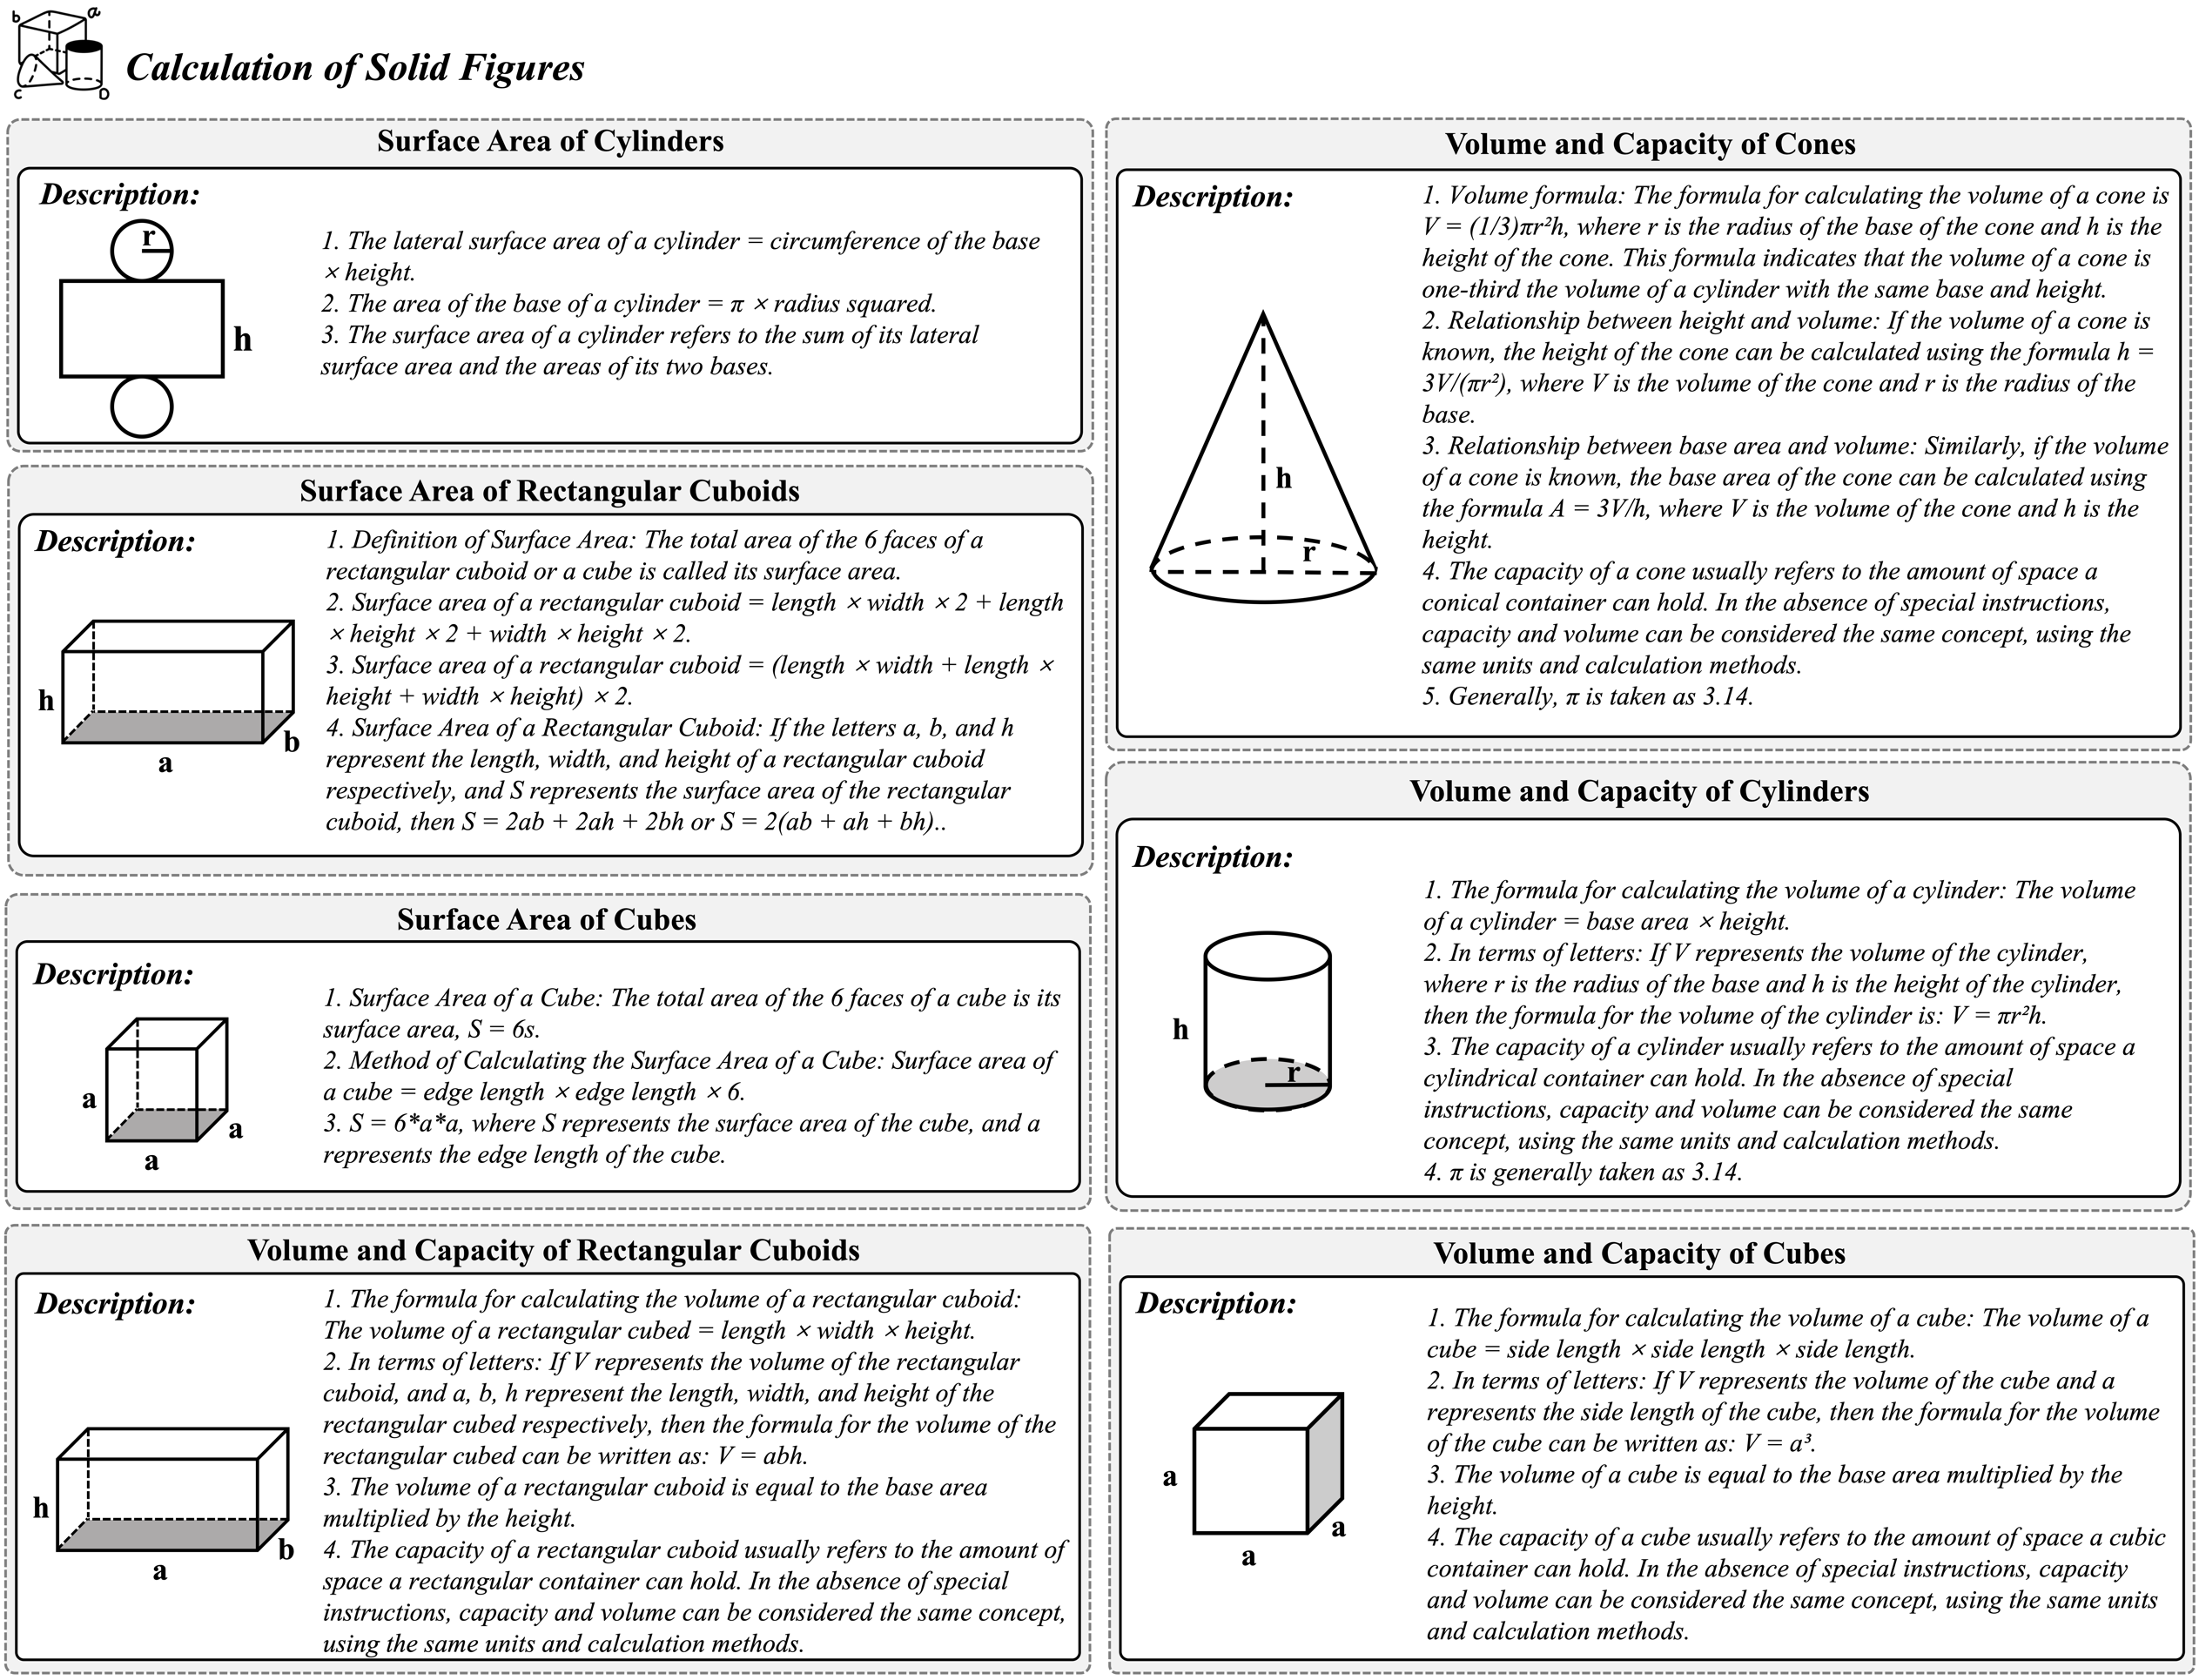 b
a
c
D
Calculation of Solid Figures
Surface Area of Cylinders
Description:
r
h
1. The lateral surface area of a cylinder = circumference of the base
× height.
2. The area of the base of a cylinder = π × radius squared.
3. The surface area of a cylinder refers to the sum of its lateral
surface area and the areas of its two bases.
Surface Area of Rectangular Cuboids
Description:
h
a
b
1. Definition of Surface Area: The total area of the 6 faces of a
rectangular cuboid or a cube is called its surface area.
2. Surface area of a rectangular cuboid = length × width × 2 + length
× height × 2 + width × height × 2.
3. Surface area of a rectangular cuboid = (length × width + length ×
height + width × height) × 2.
4. Surface Area of a Rectangular Cuboid: If the letters a, b, and h
represent the length, width, and height of a rectangular cuboid
respectively, and S represents the surface area of the rectangular
cuboid, then S = 2ab + 2ah + 2bh or S = 2(ab + ah + bh)..
Surface Area of Cubes
Description:
a
a
a
1. Surface Area of a Cube: The total area of the 6 faces of a cube is its
surface area, S = 6s.
2. Method of Calculating the Surface Area of a Cube: Surface area of
a cube = edge length × edge length × 6.
3. S = 6*a*a, where S represents the surface area of the cube, and a
represents the edge length of the cube.
Volume and Capacity of Rectangular Cuboids
Description:
h
a
b
1. The formula for calculating the volume of a rectangular cuboid:
The volume of a rectangular cubed = length × width × height.
2. In terms of letters: If V represents the volume of the rectangular
cuboid, and a, b, h represent the length, width, and height of the
rectangular cubed respectively, then the formula for the volume of the
rectangular cubed can be written as: V = abh.
3. The volume of a rectangular cuboid is equal to the base area
multiplied by the height.
4. The capacity of a rectangular cuboid usually refers to the amount of
space a rectangular container can hold. In the absence of special
instructions, capacity and volume can be considered the same concept,
using the same units and calculation methods.
Volume and Capacity of Cones
Description:
h
r
1. Volume formula: The formula for calculating the volume of a cone is
V = (1/3)πr²h, where r is the radius of the base of the cone and h is the
height of the cone. This formula indicates that the volume of a cone is
one-third the volume of a cylinder with the same base and height.
2. Relationship between height and volume: If the volume of a cone is
known, the height of the cone can be calculated using the formula h =
3V/(πr²), where V is the volume of the cone and r is the radius of the
base.
3. Relationship between base area and volume: Similarly, if the volume
of a cone is known, the base area of the cone can be calculated using
the formula A = 3V/h, where V is the volume of the cone and h is the
height.
4. The capacity of a cone usually refers to the amount of space a
conical container can hold. In the absence of special instructions,
capacity and volume can be considered the same concept, using the
same units and calculation methods.
5. Generally, π is taken as 3.14.
Volume and Capacity of Cylinders
Description:
h
r
1. The formula for calculating the volume of a cylinder: The volume
of a cylinder = base area × height.
2. In terms of letters: If V represents the volume of the cylinder,
where r is the radius of the base and h is the height of the cylinder,
then the formula for the volume of the cylinder is: V = πr²h.
3. The capacity of a cylinder usually refers to the amount of space a
cylindrical container can hold. In the absence of special
instructions, capacity and volume can be considered the same
concept, using the same units and calculation methods.
4. π is generally taken as 3.14.
Volume and Capacity of Cubes
Description:
a
a
a
1. The formula for calculating the volume of a cube: The volume of a
cube = side length × side length × side length.
2. In terms of letters: If V represents the volume of the cube and a
represents the side length of the cube, then the formula for the volume
of the cube can be written as: V = a³.
3. The volume of a cube is equal to the base area multiplied by the
height.
4. The capacity of a cube usually refers to the amount of space a cubic
container can hold. In the absence of special instructions, capacity
and volume can be considered the same concept, using the same units
and calculation methods.